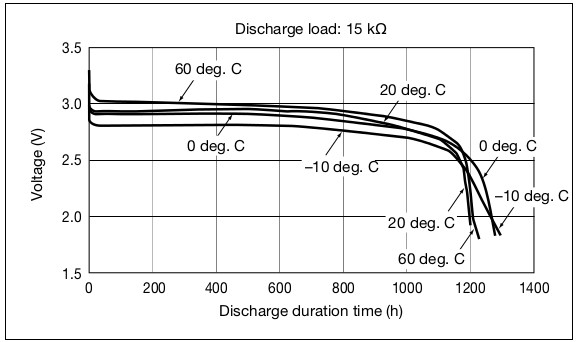 Discharge load: 15 kΩ
3.5
3.0
2.5
2.0
1.5
Voltage (V)
60 deg. C
20 deg. C
0 deg. C
0 deg. C
–10 deg. C
–10 deg. C
20 deg. C
60 deg. C
0
200
400
600
800
1000
1200
1400
Discharge duration time (h)